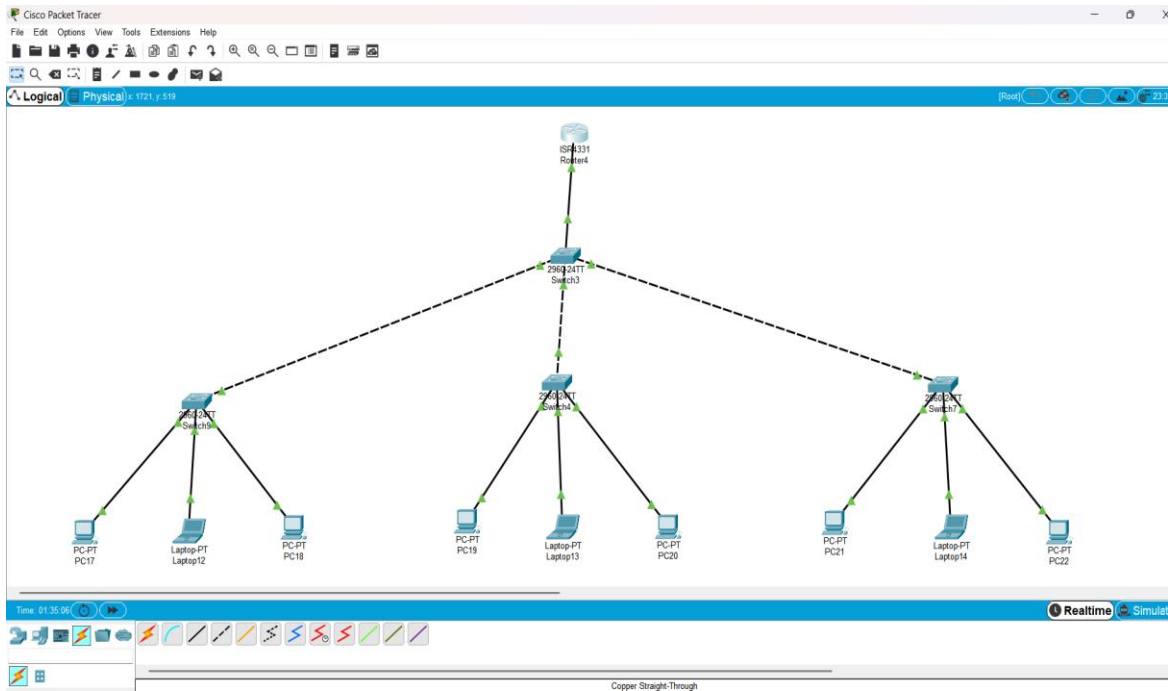 Cisco Packet Tracer
File Edit Options View Tools Extensions Help
Logical Physical x: 1721, y: 519 [Root]
ISR4331
Router4
2960-24TT
Switch3
2960-24TT
Switch9
2960-24TT
Switch4
2960-24TT
Switch7
PC-PT
PC17
Laptop-PT
Laptop12
PC-PT
PC18
PC-PT
PC19
Laptop-PT
Laptop13
PC-PT
PC20
PC-PT
PC21
Laptop-PT
Laptop14
PC-PT
PC22
Time: 01:35:06 Realtime Simulat
Copper Straight-Through